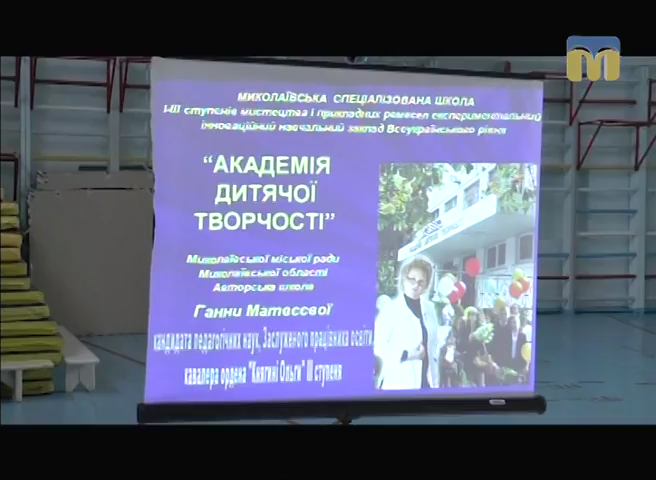 МИКОЛАЇВСЬКА СПЕЦІАЛІЗОВАНА ШКОЛА
І-ІІІ ступенів мистецтва і прикладних ремесел експериментальний
інноваційний навчальний заклад Всеукраїнського рівня
“АКАДЕМІЯ
ДИТЯЧОЇ
ТВОРЧОСТІ”
Миколаївської міської ради
Миколаївської області
Авторська школа
Ганни Матвєєвої
кандидата педагогічних наук, Заслуженого працівника освіти,
кавалера ордена "Княгині Ольги" ІІІ ступеня
М